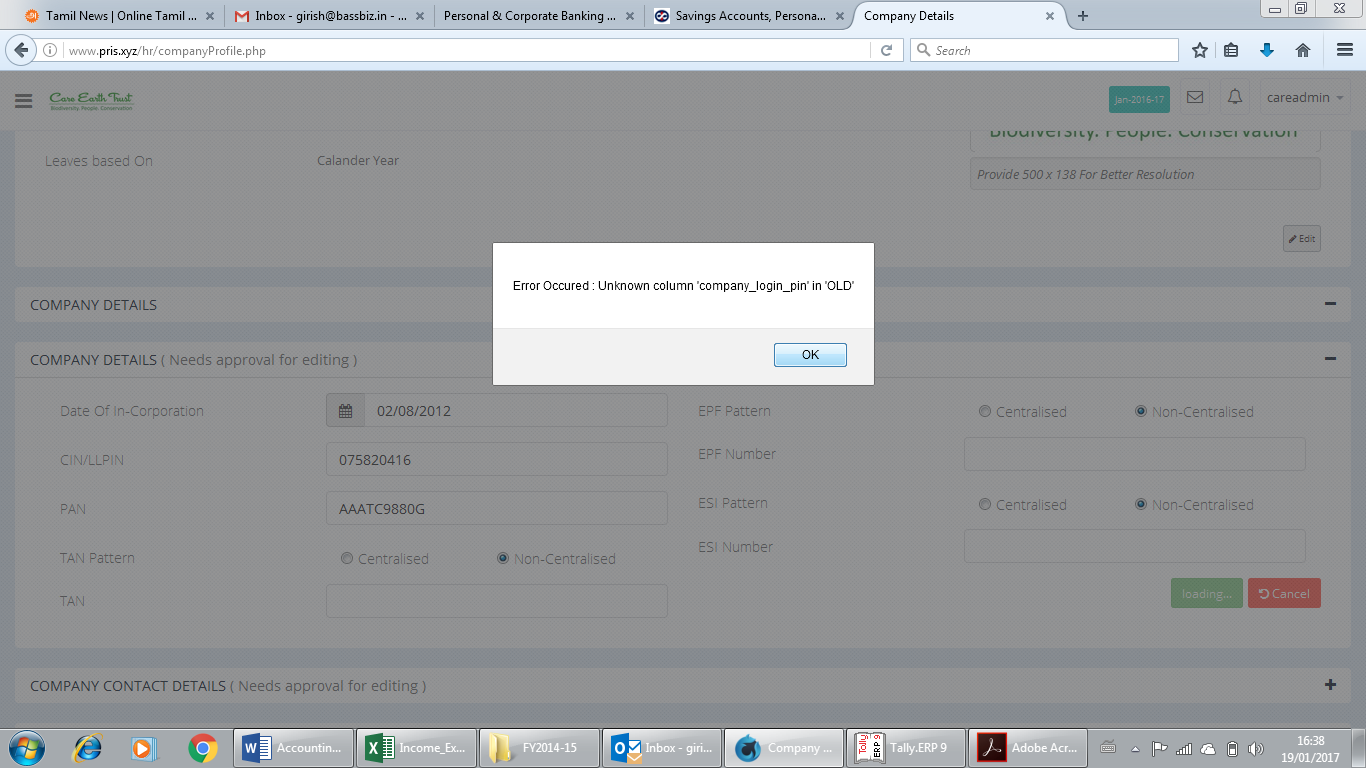 Tamil News | Online Tamil ... Inbox - girish@bassbiz.in - ... Personal & Corporate Banking ... Savings Accounts, Persona... Company Details
www.pris.xyz/hr/companyProfile.php Search
Care Earth Trust
Biodiversity. People. Conservation.
Jan-2016-17 careadmin
Biodiversity. People. Conservation
Leaves based On Calander Year
Provide 500 x 138 For Better Resolution
Edit
Error Occured : Unknown column 'company_login_pin' in 'OLD'
OK
COMPANY DETAILS
COMPANY DETAILS ( Needs approval for editing )
Date Of In-Corporation 02/08/2012 EPF Pattern Centralised Non-Centralised
CIN/LLPIN 075820416 EPF Number
PAN AAATC9880G ESI Pattern Centralised Non-Centralised
TAN Pattern Centralised Non-Centralised ESI Number
TAN loading... Cancel
COMPANY CONTACT DETAILS ( Needs approval for editing )
Accountin... Income_Ex... FY2014-15 Inbox - giri... Company ... Tally.ERP 9 Adobe Acr...
16:38
19/01/2017